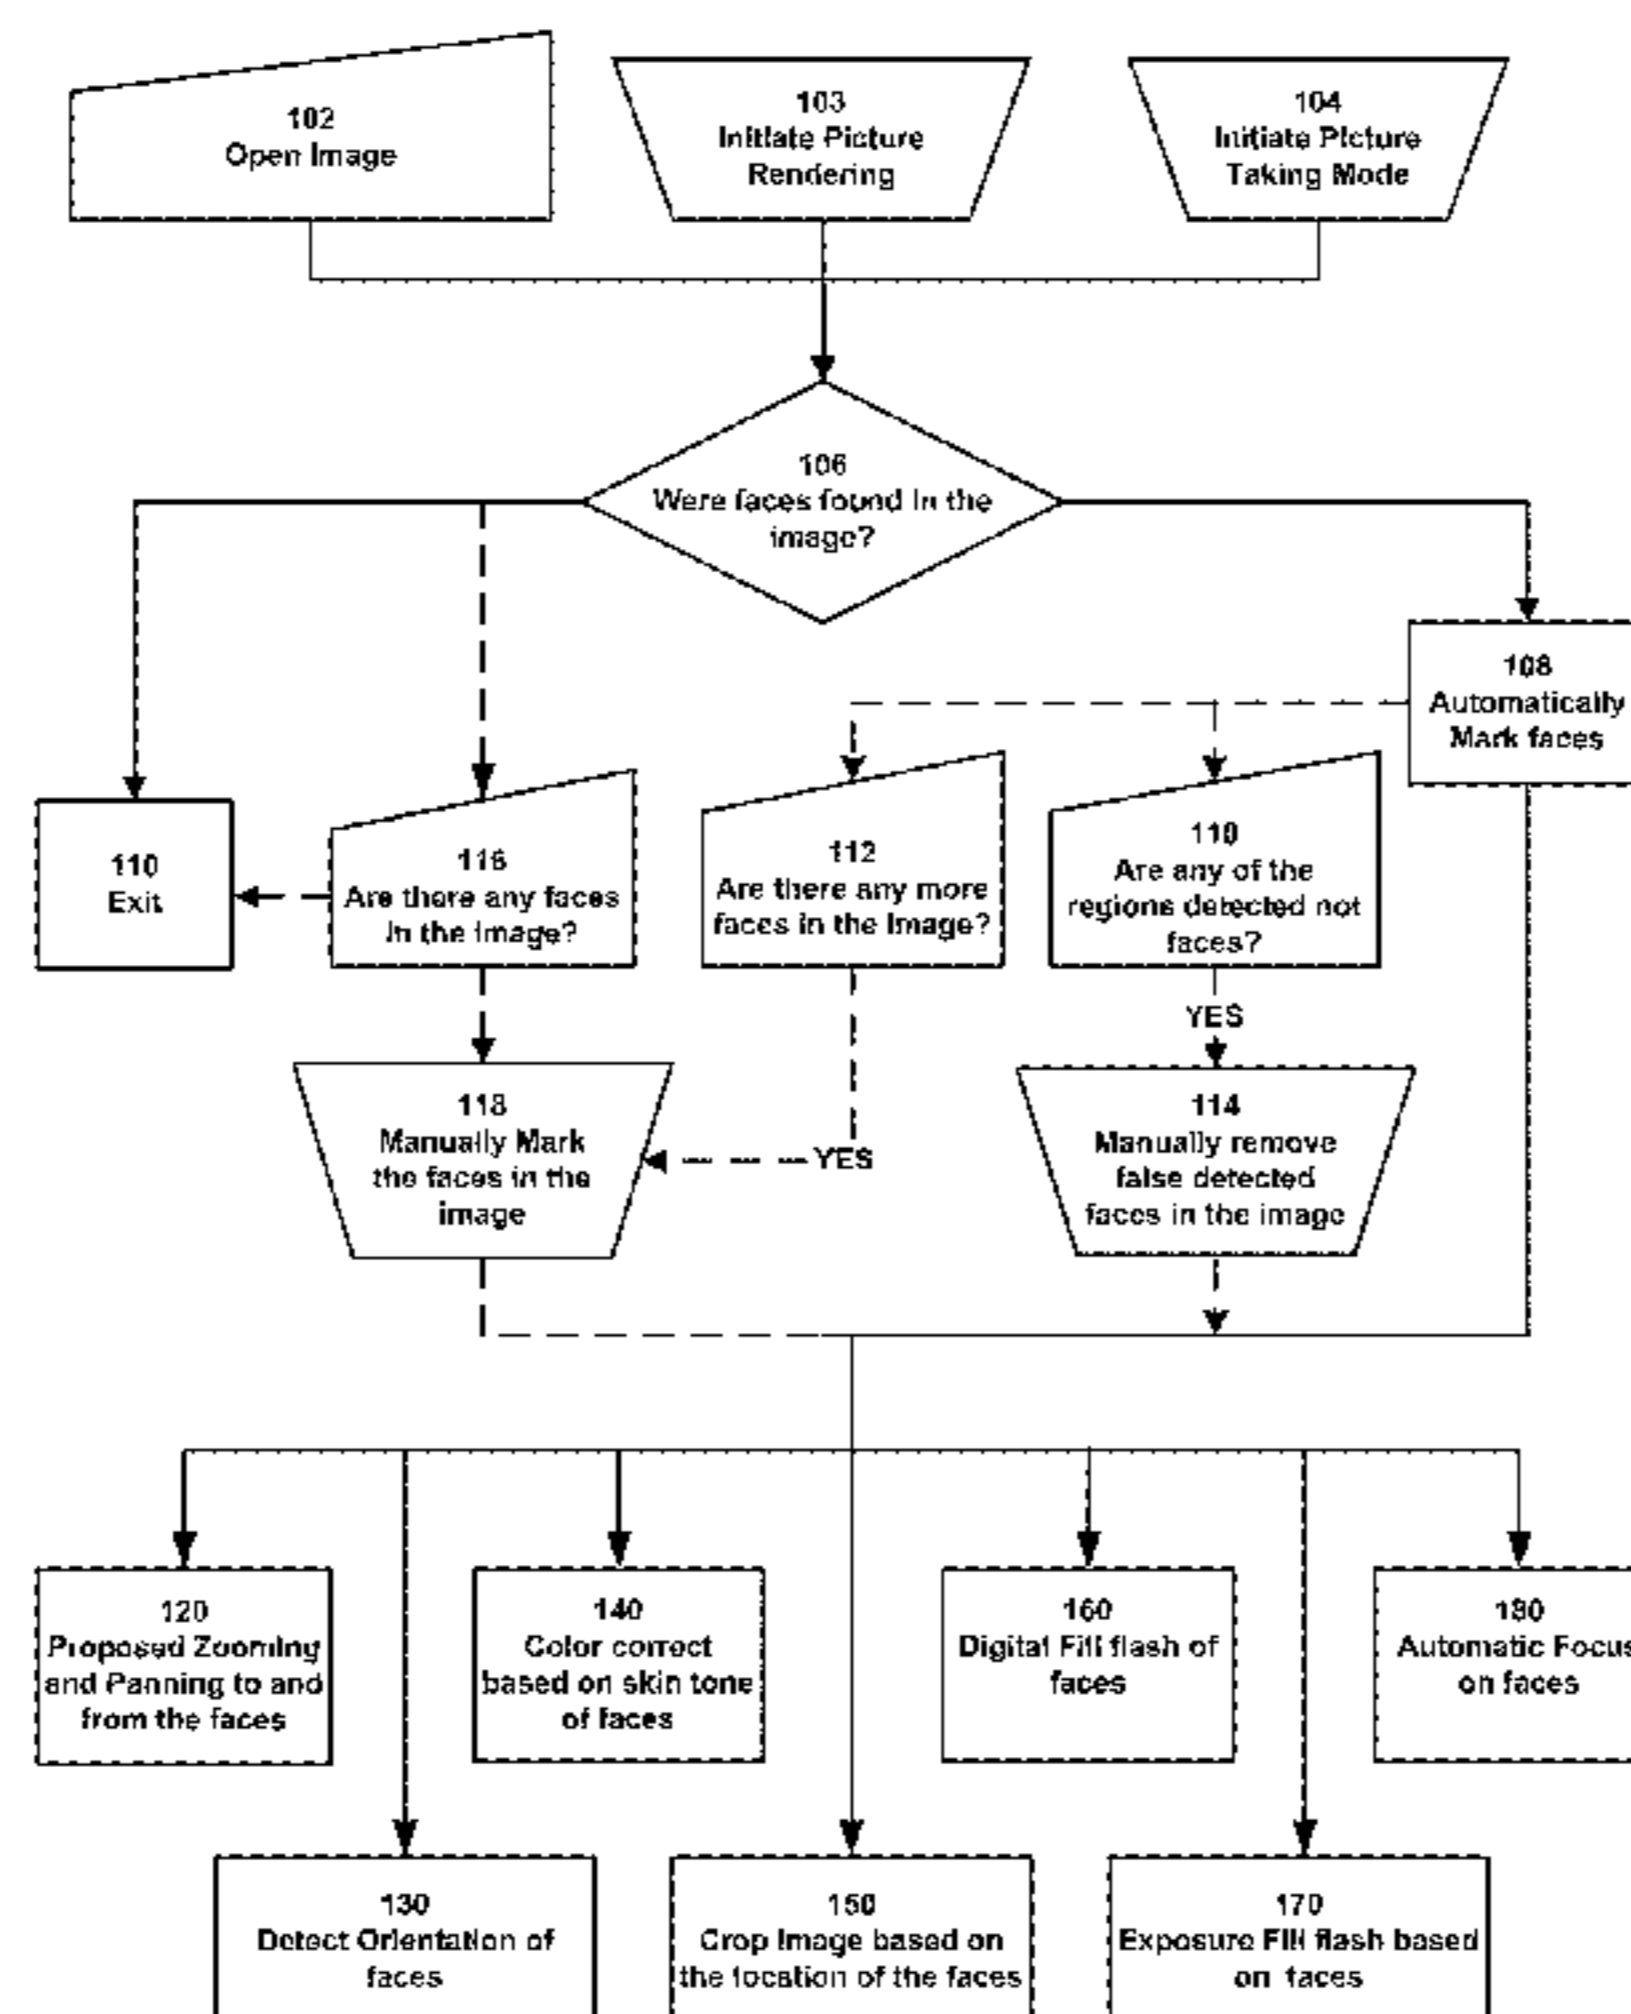 102
Open Image
103
Initiate Picture
Rendering
104
Initiate Picture
Taking Mode
106
Were faces found in the
image?
108
Automatically
Mark faces
110
Exit
116
Are there any faces
in the image?
112
Are there any more
faces in the image?
110
Are any of the
regions detected not
faces?
YES
118
Manually Mark
the faces in the
image
YES
114
Manually remove
false detected
faces in the image
120
Proposed Zooming
and Panning to and
from the faces
140
Color correct
based on skin tone
of faces
160
Digital Fill flash of
faces
180
Automatic Focus
on faces
130
Detect Orientation of
faces
150
Crop Image based on
the location of the faces
170
Exposure Fill flash based
on faces